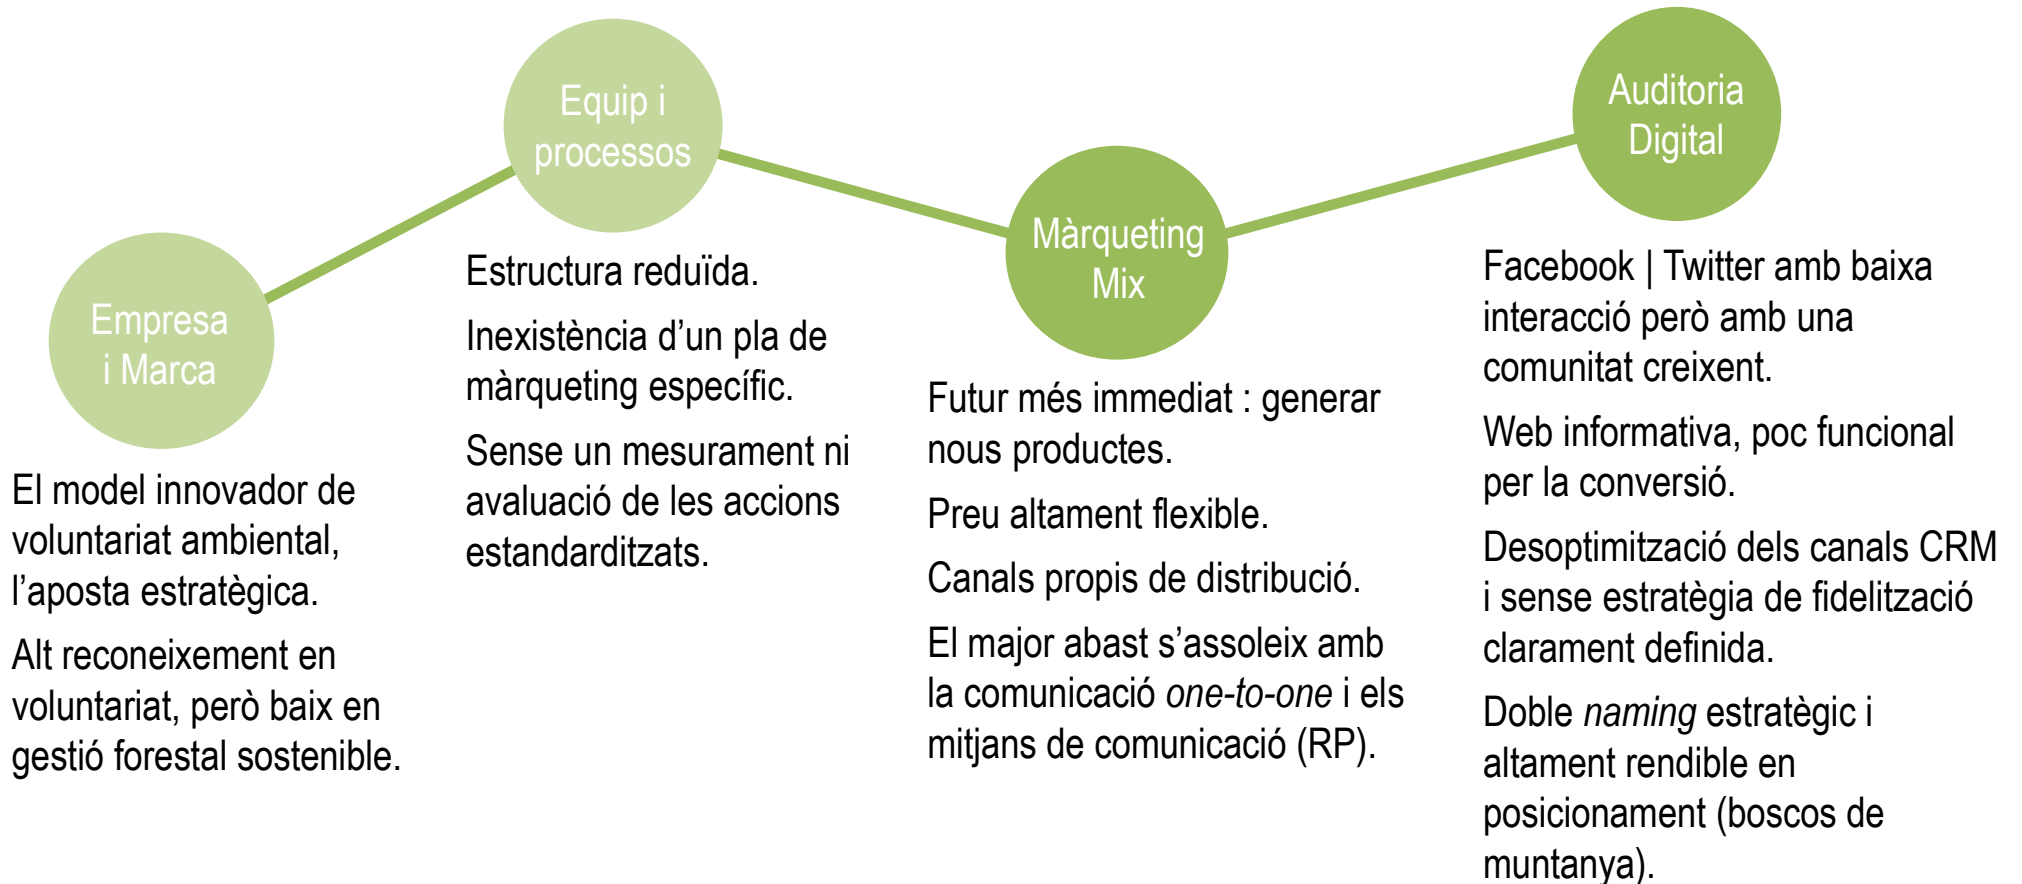 Empresa
i Marca
El model innovador de
voluntariat ambiental,
l’aposta estratègica.
Alt reconeixement en
voluntariat, però baix en
gestió forestal sostenible.
Equip i
processos
Estructura reduïda.
Inexistència d’un pla de
màrqueting específic.
Sense un mesurament ni
avaluació de les accions
estandarditzats.
Màrqueting
Mix
Futur més immediat : generar
nous productes.
Preu altament flexible.
Canals propis de distribució.
El major abast s’assoleix amb
la comunicació one-to-one i els
mitjans de comunicació (RP).
Auditoria
Digital
Facebook | Twitter amb baixa
interacció però amb una
comunitat creixent.
Web informativa, poc funcional
per la conversió.
Desoptimització dels canals CRM
i sense estratègia de fidelització
clarament definida.
Doble naming estratègic i
altament rendible en
posicionament (boscos de
muntanya).